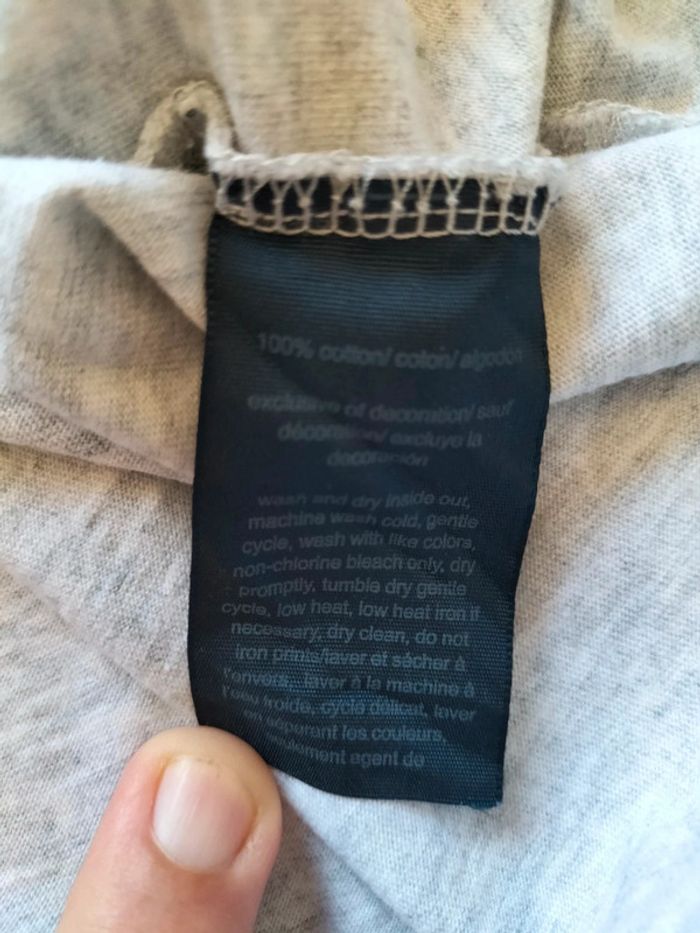 100% cotton/ coton/ algodón
exclusive of decoration/ sauf
décoration/ excluye la
decoración
wash and dry inside out,
machine wash cold, gentle
cycle, wash with like colors,
non-chlorine bleach only, dry
promptly, tumble dry gentle
cycle, low heat, low heat iron if
necessary, dry clean, do not
iron prints/laver et sécher à
l'envers, laver à la machine à
l'eau froide, cycle délicat, laver
en séparant les couleurs,
seulement agent de